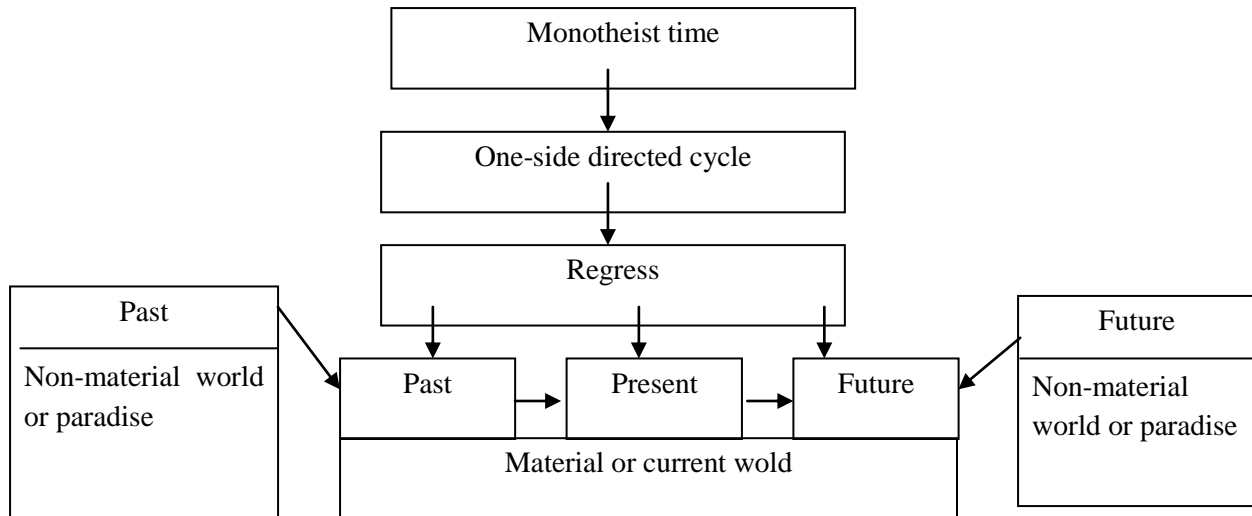 Monotheist time
One-side directed cycle
Regress
Past
Non-material world
or paradise
Past
Present
Future
Material or current wold
Future
Non-material
world or paradise